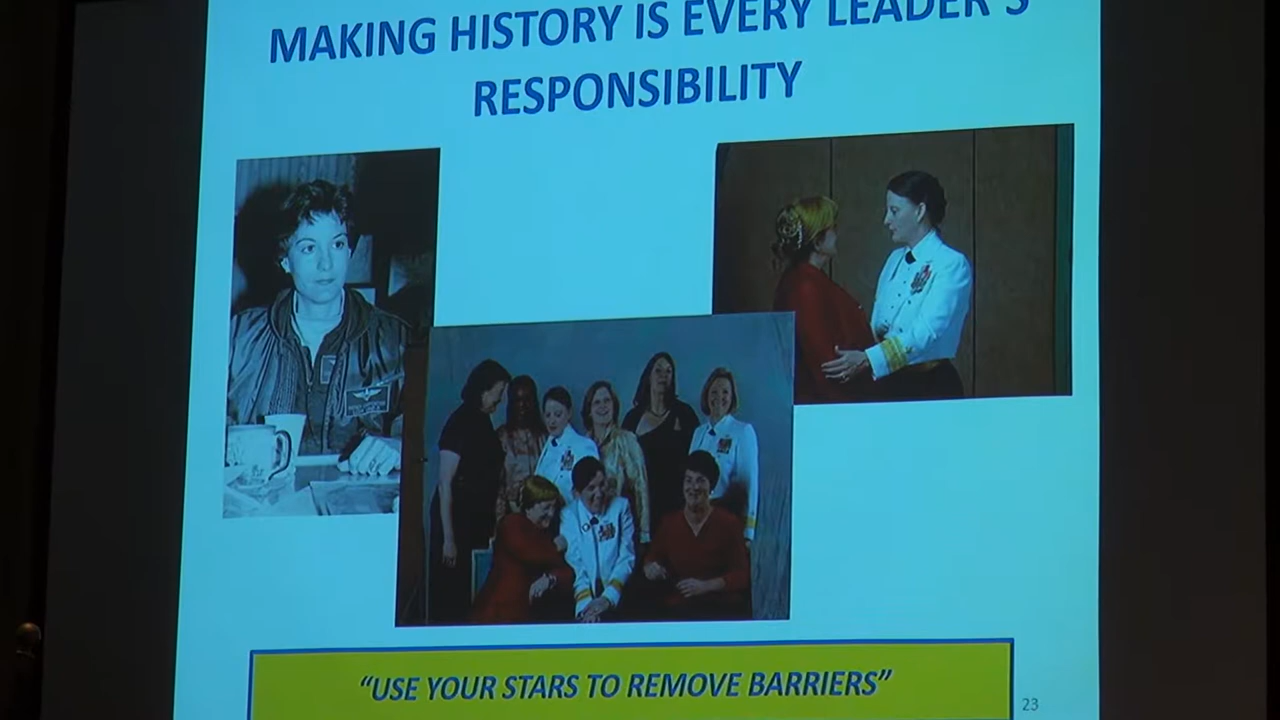 MAKING HISTORY IS EVERY LEADER'S
RESPONSIBILITY
"USE YOUR STARS TO REMOVE BARRIERS"
23